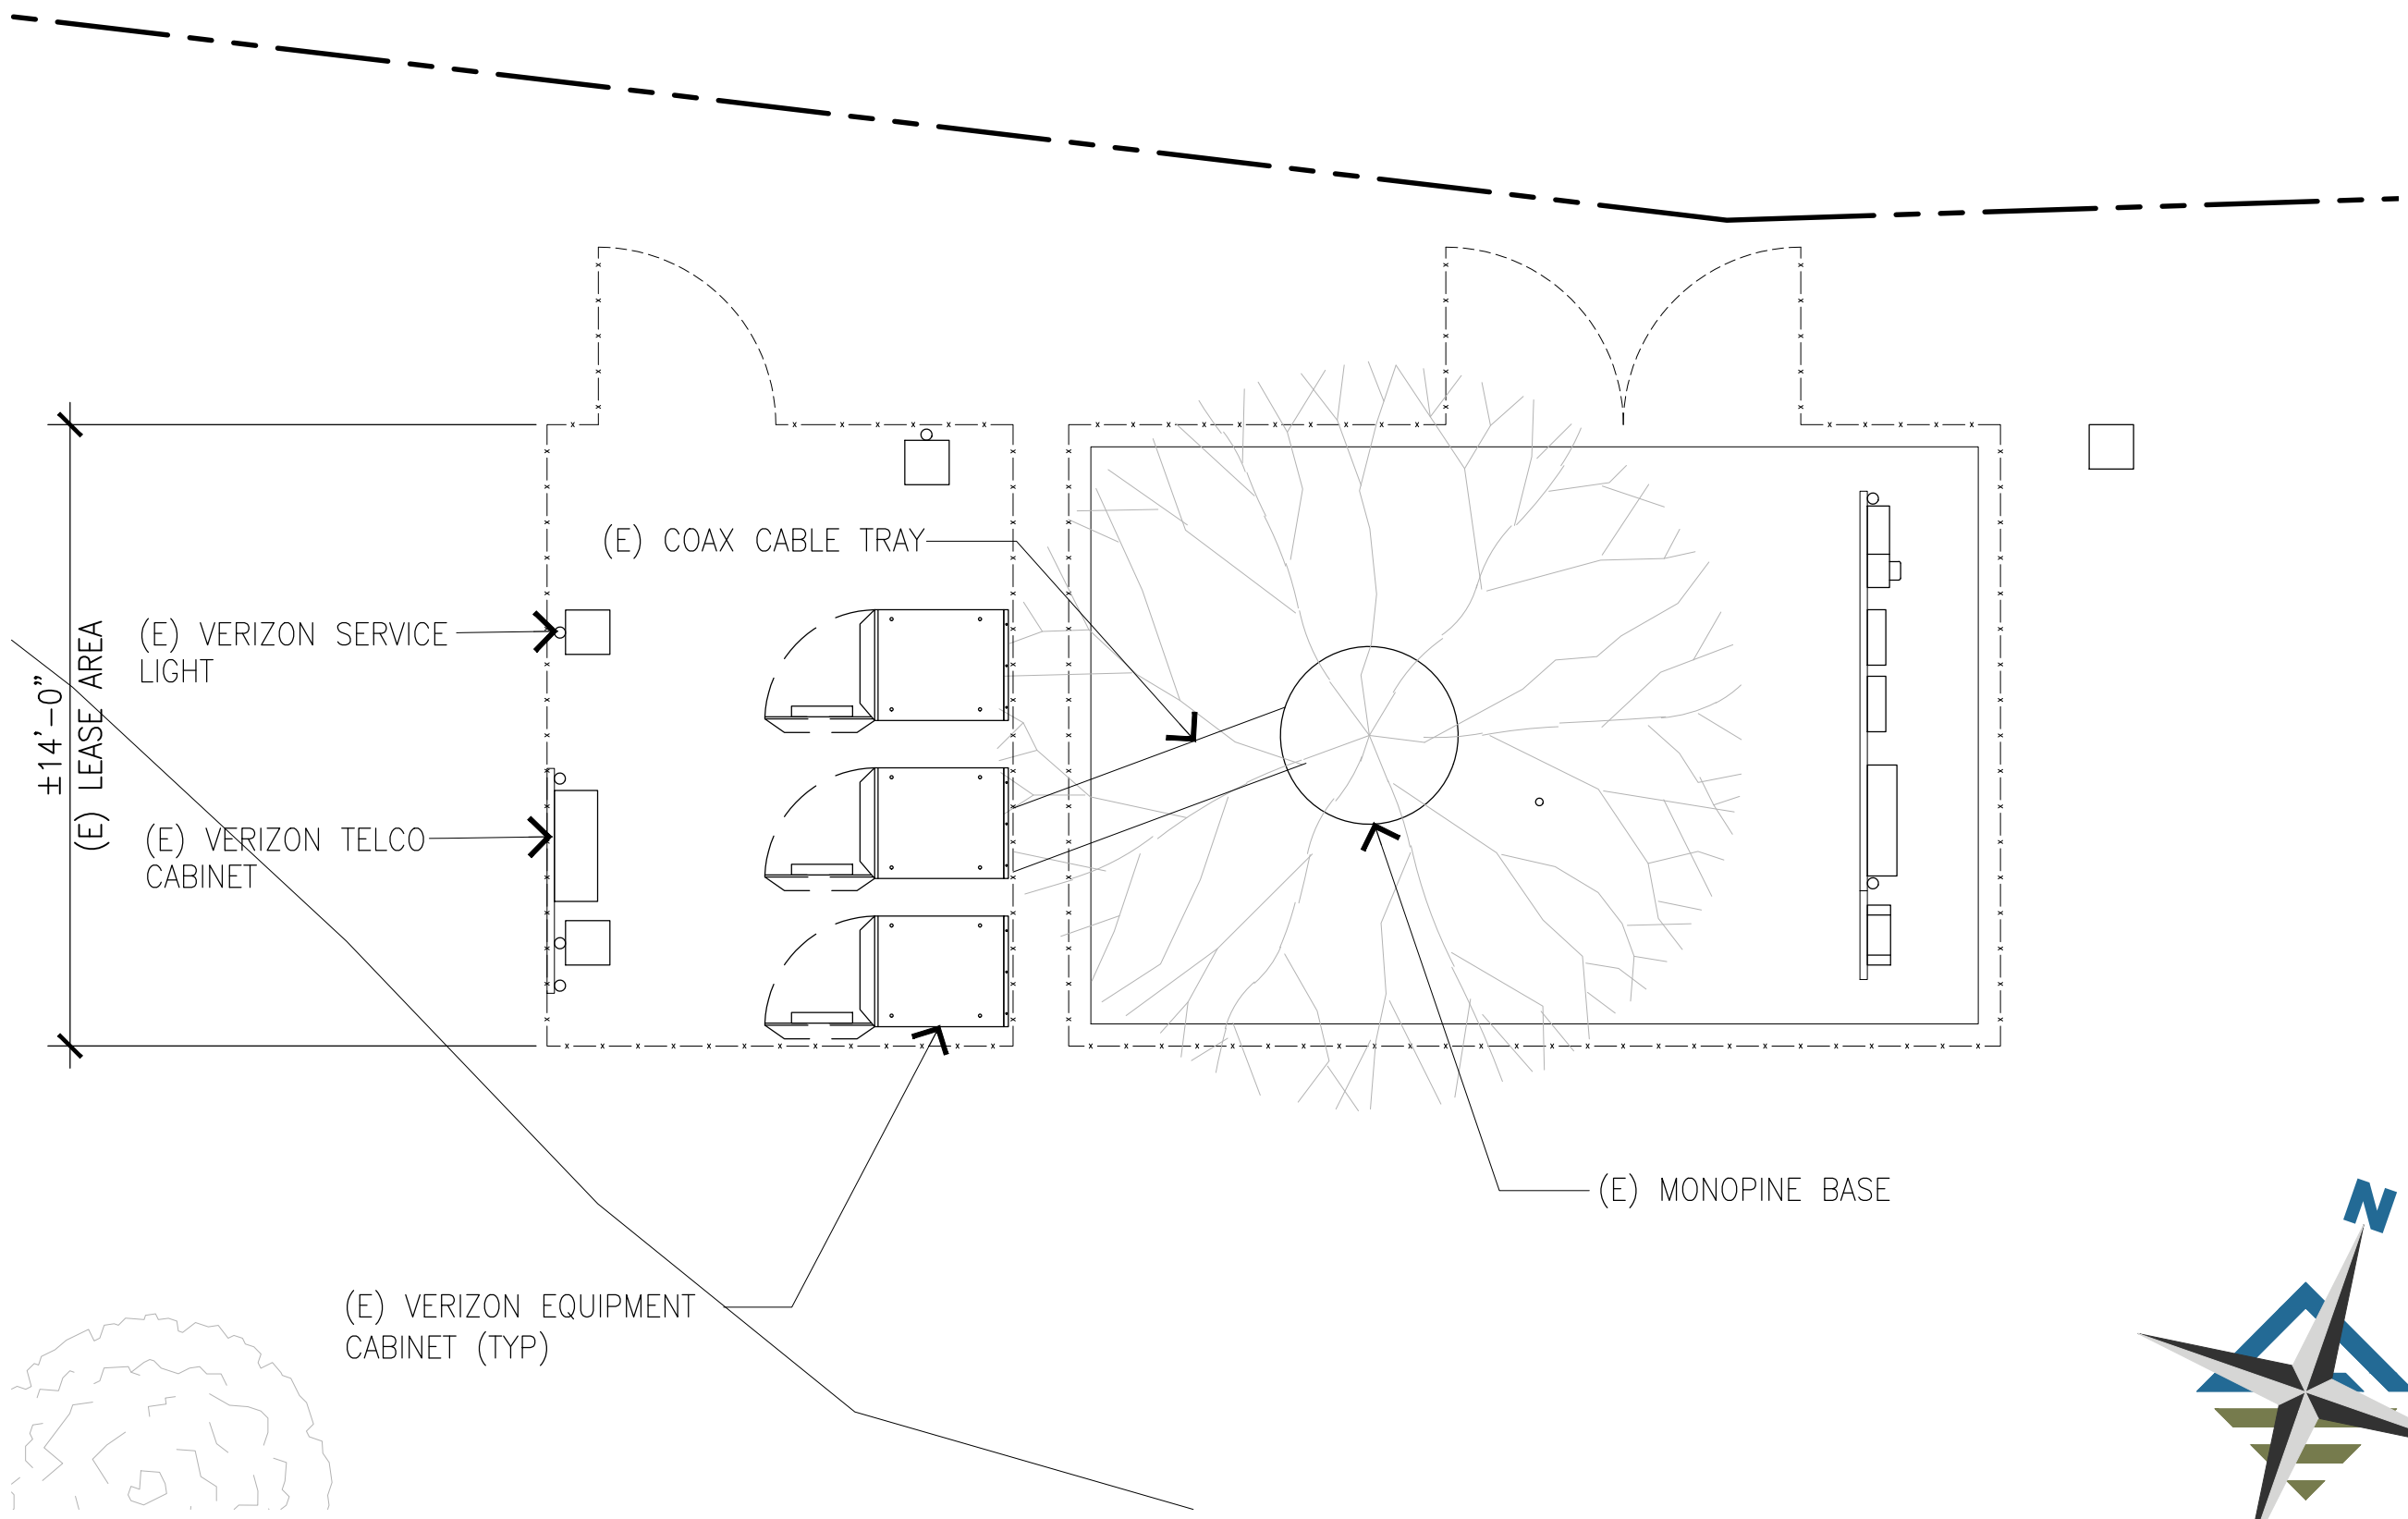 (E) COAX CABLE TRAY
(E) VERIZON SERVICE
LIGHT
±14'-0"
(E) LEASE AREA
(E) VERIZON TELCO
CABINET
(E) MONOPINE BASE
(E) VERIZON EQUIPMENT
CABINET (TYP)
N